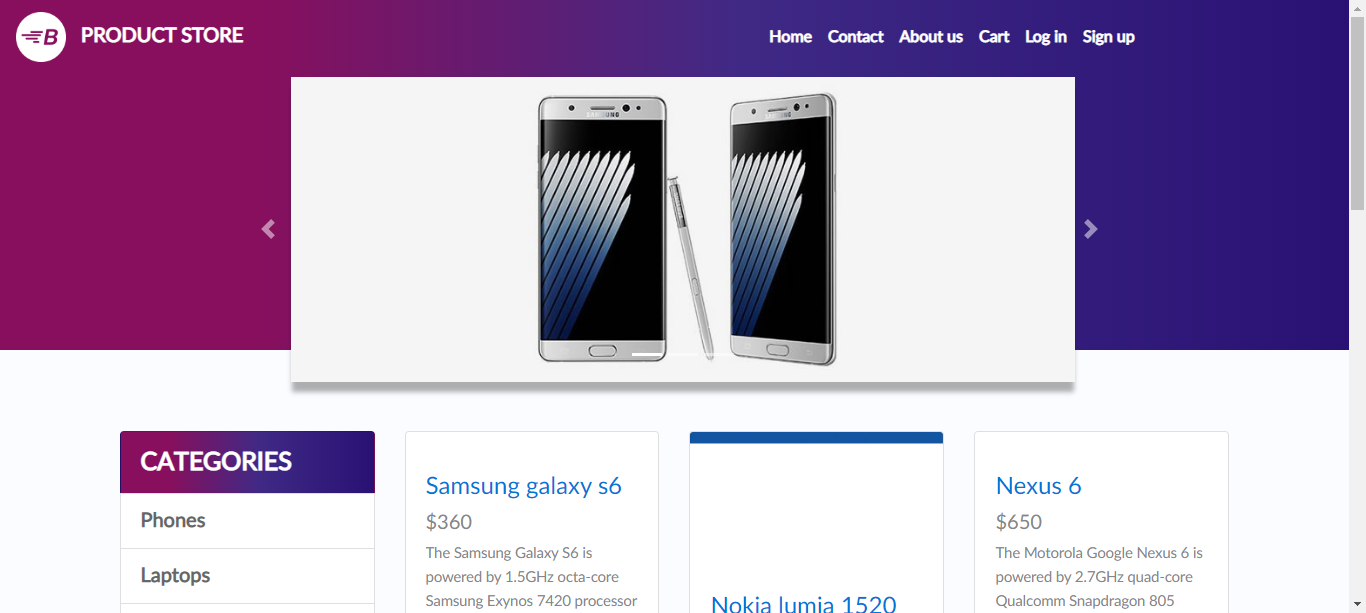 B PRODUCT STORE
Home Contact About us Cart Log in Sign up
SAMSUNG
SAMSUNG
CATEGORIES
Phones
Laptops
Samsung galaxy s6
$360
The Samsung Galaxy S6 is
powered by 1.5GHz octa-core
Samsung Exynos 7420 processor
Nokia lumia 1520
Nexus 6
$650
The Motorola Google Nexus 6 is
powered by 2.7GHz quad-core
Qualcomm Snapdragon 805